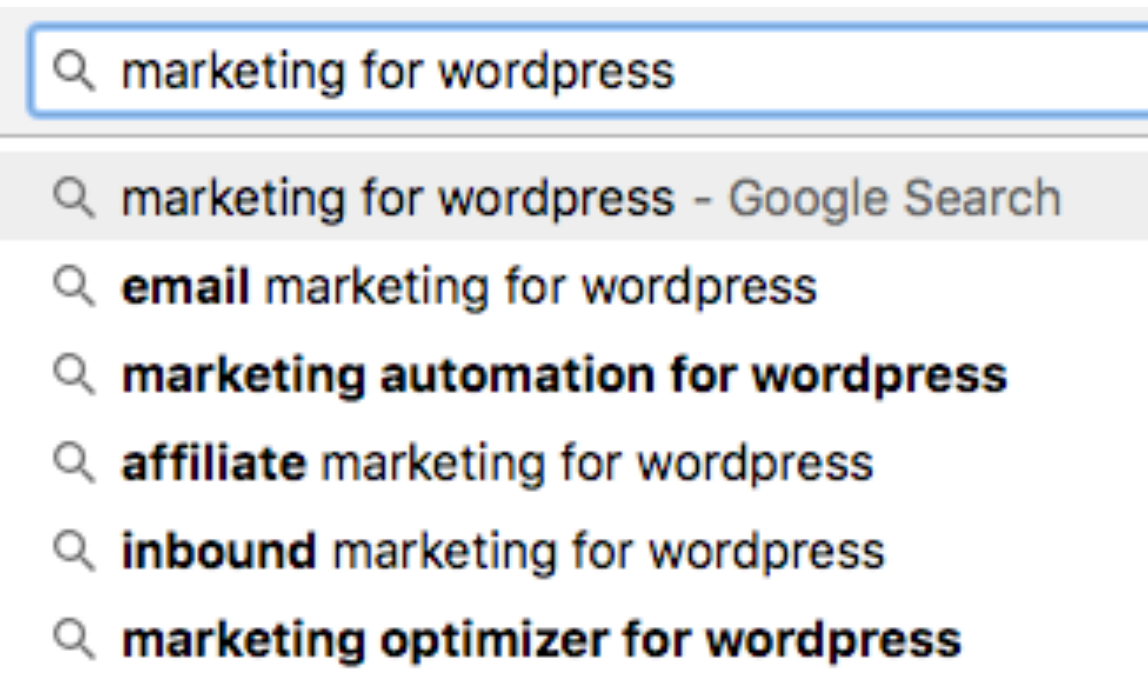 marketing for wordpress
marketing for wordpress - Google Search
email marketing for wordpress
marketing automation for wordpress
affiliate marketing for wordpress
inbound marketing for wordpress
marketing optimizer for wordpress